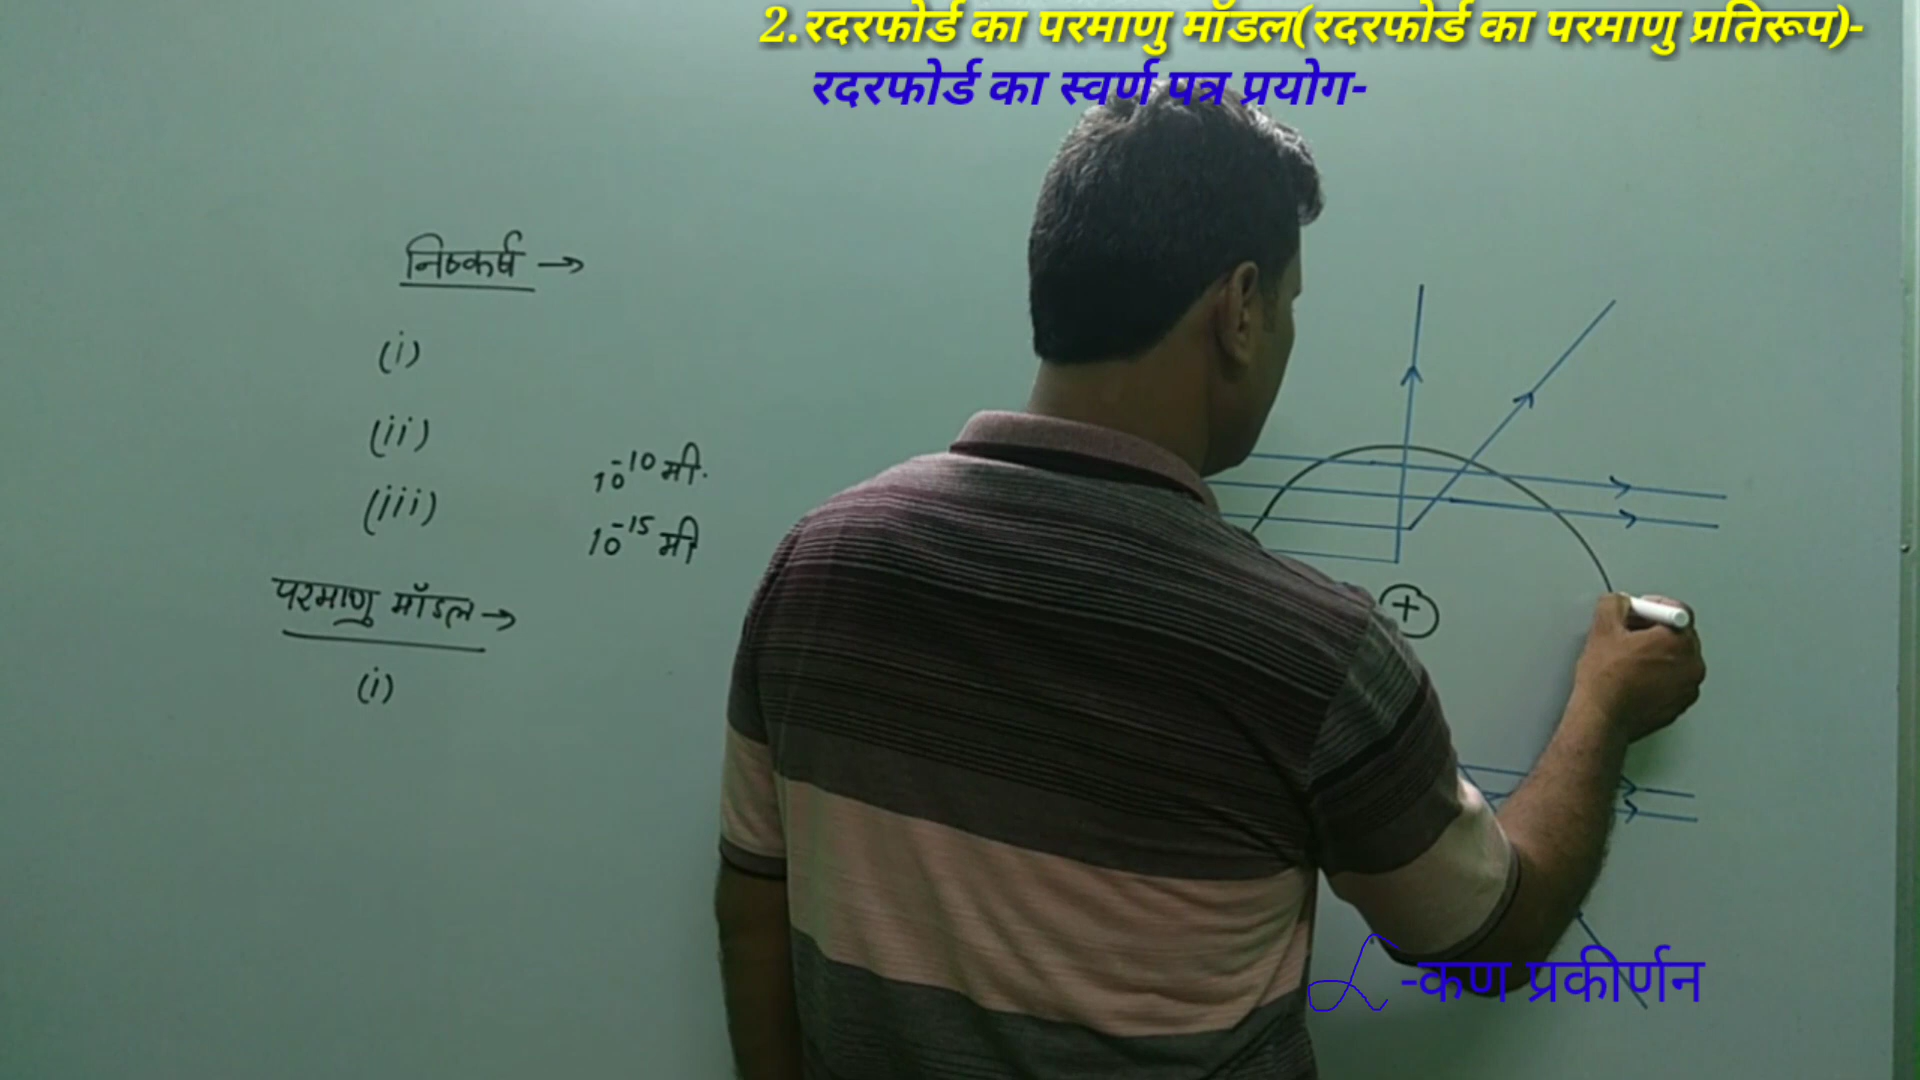 2.रदरफोर्ड का परमाणु मॉडल(रदरफोर्ड का परमाणु प्रतिरूप)-
रदरफोर्ड का स्वर्ण पत्र प्रयोग-
निष्कर्ष →
(i)
(ii)
(iii)
10⁻¹⁰ मी.
10⁻¹⁵ मी
परमाणु मॉडल →
(i)
+
α-कण प्रकीर्णन